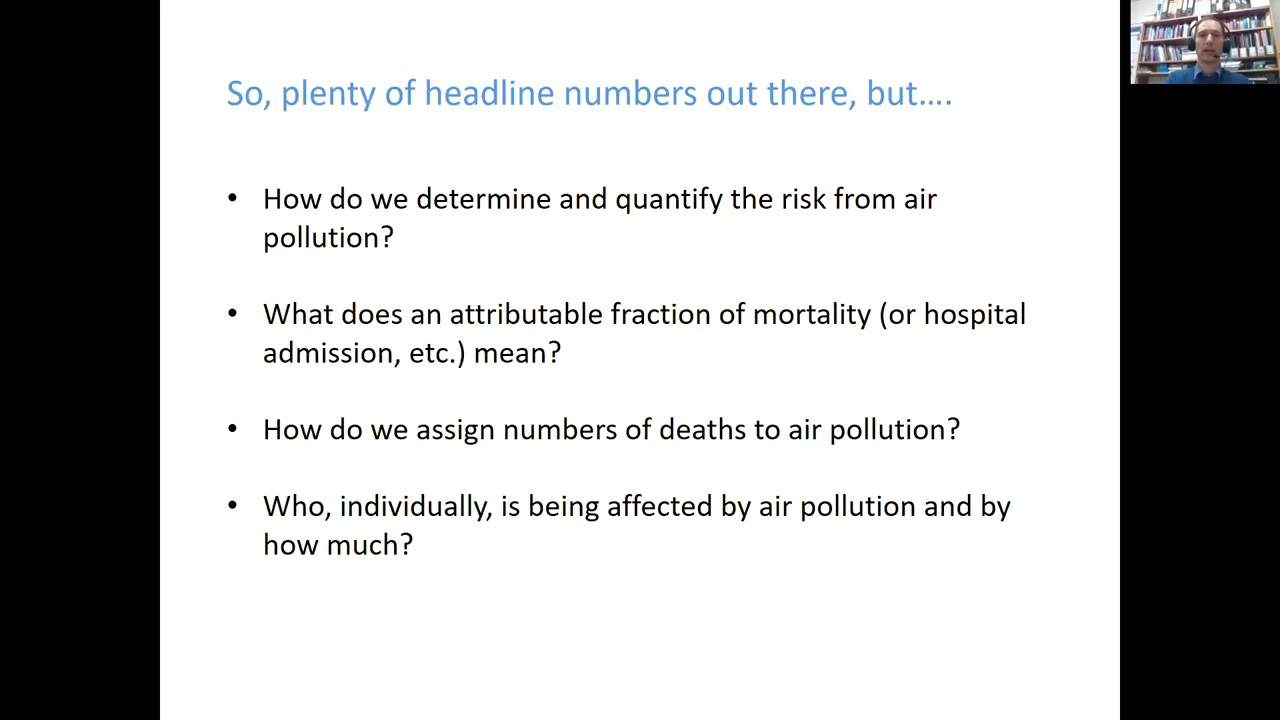 So, plenty of headline numbers out there, but....
• How do we determine and quantify the risk from air
pollution?
• What does an attributable fraction of mortality (or hospital
admission, etc.) mean?
• How do we assign numbers of deaths to air pollution?
• Who, individually, is being affected by air pollution and by
how much?